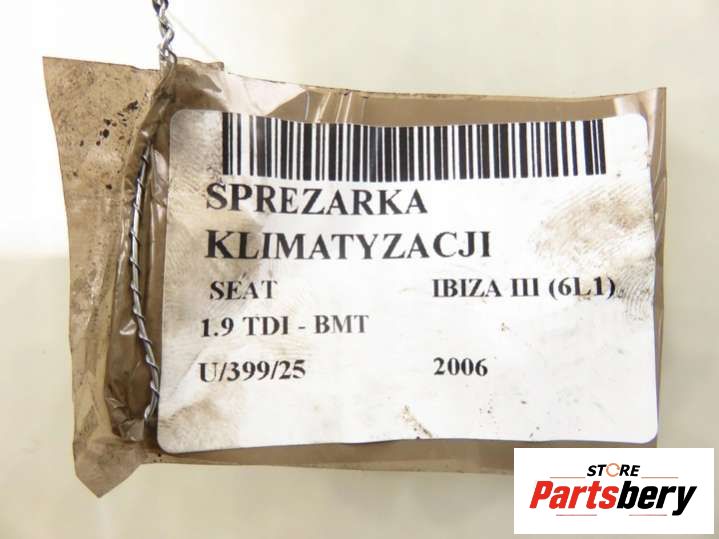 SPREZARKA
KLIMATYZACJI
SEAT IBIZA III (6L1)
1.9 TDI - BMT
U/399/25 2006
STORE
Partsbery